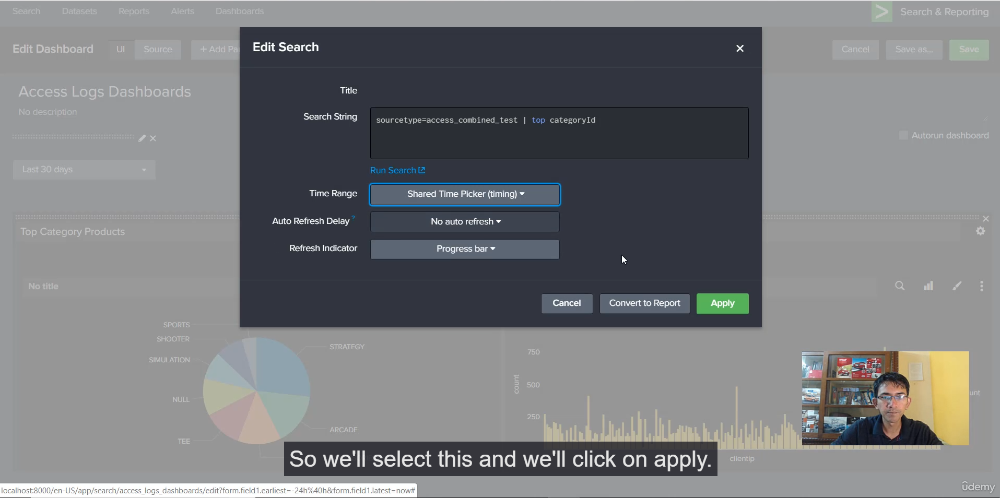 Search Datasets Reports Alerts Dashboards
Search & Reporting
Edit Dashboard UI Source + Add Pa
Cancel Save as... Save
Edit Search
Access Logs Dashboards
No description
Title
Search String
sourcetype=access_combined_test | top categoryId
Autorun dashboard
Last 30 days
Run Search
Time Range Shared Time Picker (timing)
Auto Refresh Delay ? No auto refresh
Refresh Indicator Progress bar
Top Category Products
No title
Cancel Convert to Report Apply
SPORTS
SHOOTER
SIMULATION
NULL
TEE
STRATEGY
ARCADE
750
500
250
count
clientip
unt
So we'll select this and we'll click on apply.
localhost:8000/en-US/app/search/access_logs_dashboards/edit?form.field1.earliest=-24h%40h&form.field1.latest=now#
ûdemy